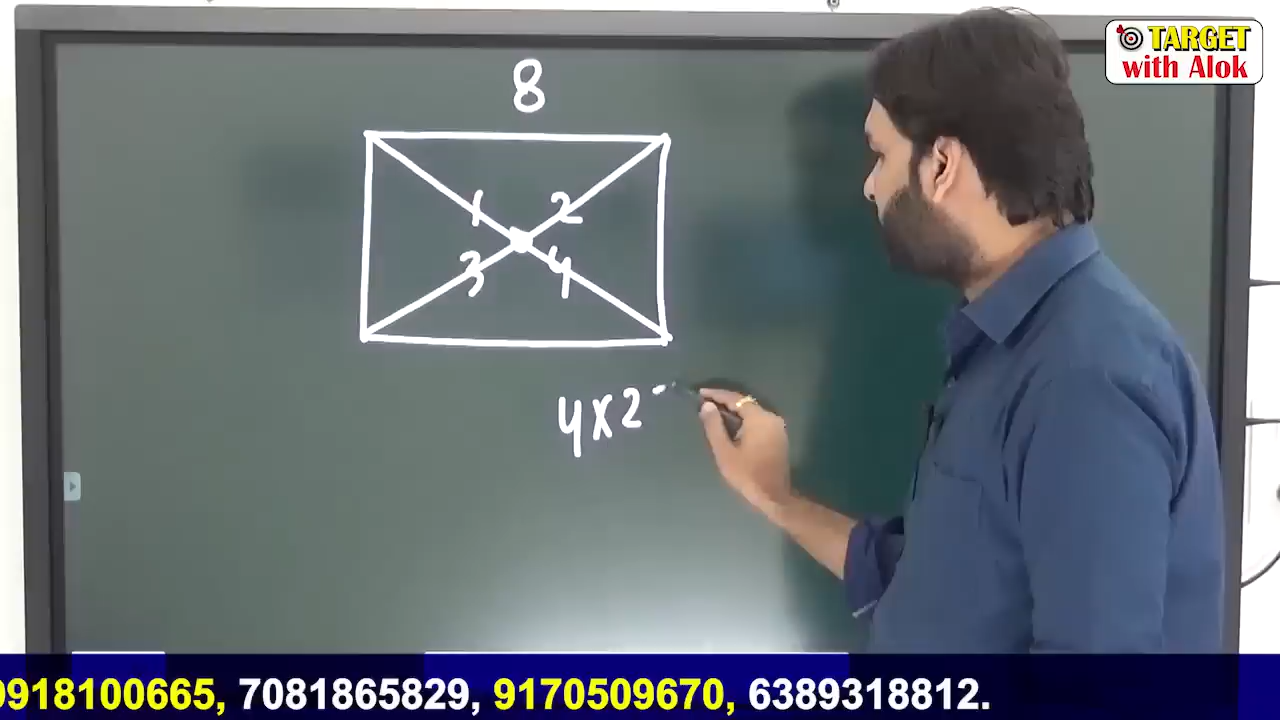 TARGET
with Alok
8
1 2
3 4
4x2-
9918100665, 7081865829, 9170509670, 6389318812.